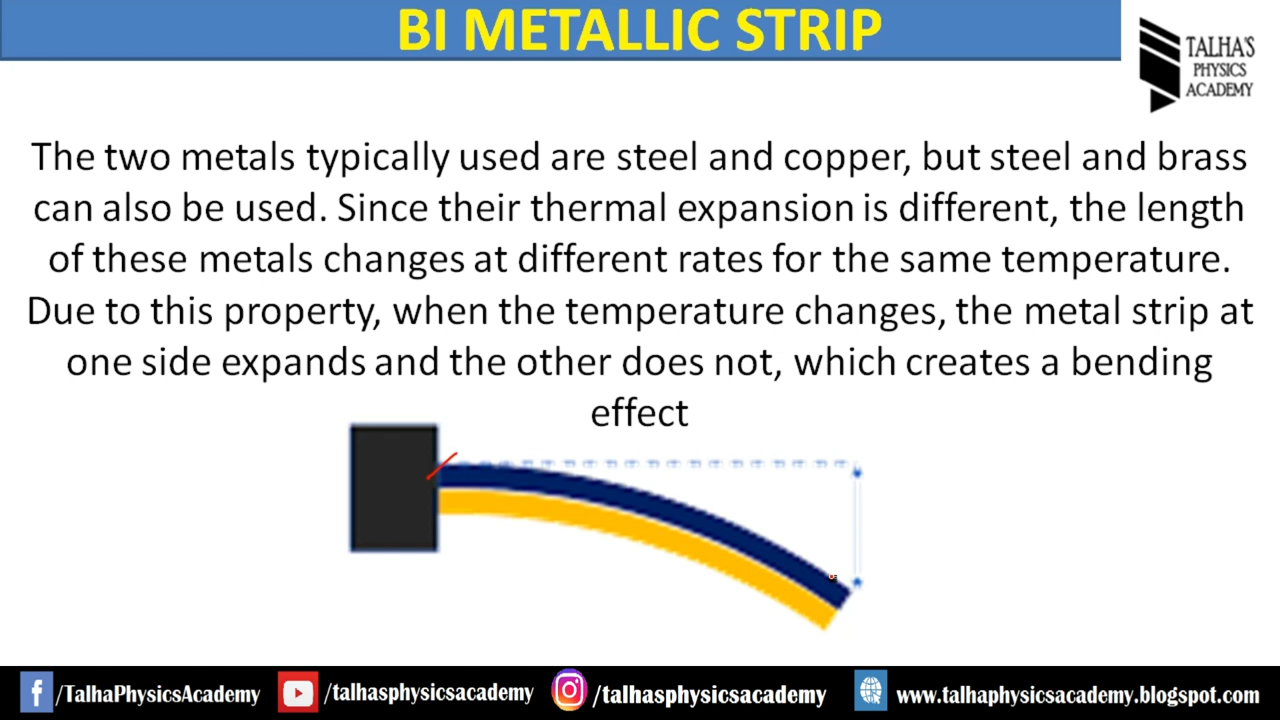 BI METALLIC STRIP
TALHA'S
PHYSICS
ACADEMY
The two metals typically used are steel and copper, but steel and brass
can also be used. Since their thermal expansion is different, the length
of these metals changes at different rates for the same temperature.
Due to this property, when the temperature changes, the metal strip at
one side expands and the other does not, which creates a bending
effect
/TalhaPhysicsAcademy
/talhasphysicsacademy
/talhasphysicsacademy
www.talhaphysicsacademy.blogspot.com